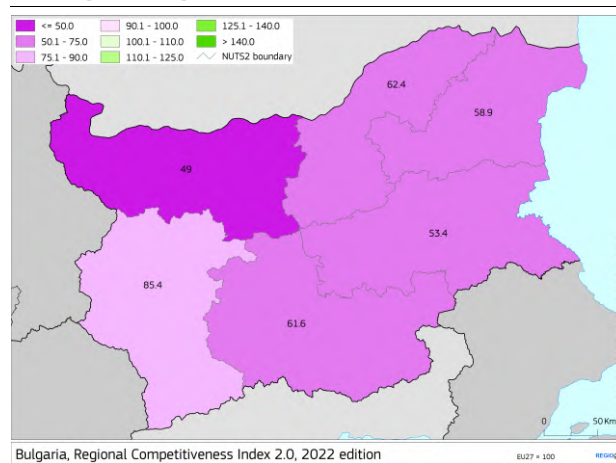 <= 50.0 90.1 - 100.0 125.1 - 140.0
50.1 - 75.0 100.1 - 110.0 > 140.0
75.1 - 90.0 110.1 - 125.0 NUTS2 boundary
62.4
58.9
49
53.4
85.4
61.6
0 50 Km
Bulgaria, Regional Competitiveness Index 2.0, 2022 edition EU27 = 100